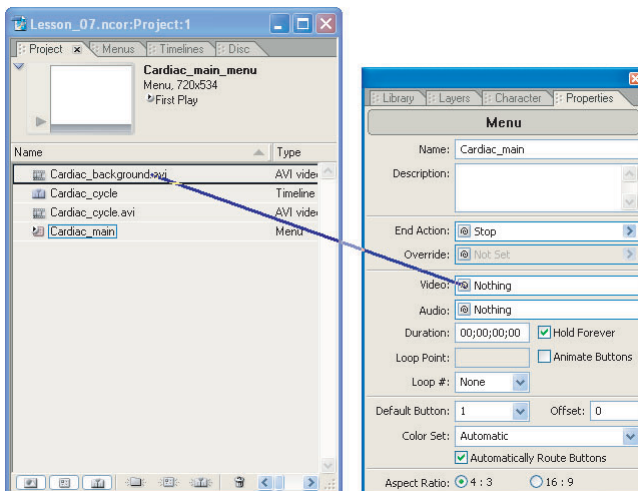 Lesson_07.ncor:Project:1
Project Menus Timelines Disc
Cardiac_main_menu
Menu, 720x534
First Play
Name Type
Cardiac_background.avi AVI video
Cardiac_cycle Timeline
Cardiac_cycle.avi AVI video
Cardiac_main Menu
Library Layers Character Properties
Menu
Name: Cardiac_main
Description:
End Action: Stop
Override: Not Set
Video: Nothing
Audio: Nothing
Duration: 00;00;00;00 Hold Forever
Loop Point: Animate Buttons
Loop #: None
Default Button: 1 Offset: 0
Color Set: Automatic
Automatically Route Buttons
Aspect Ratio: 4 : 3 16 : 9